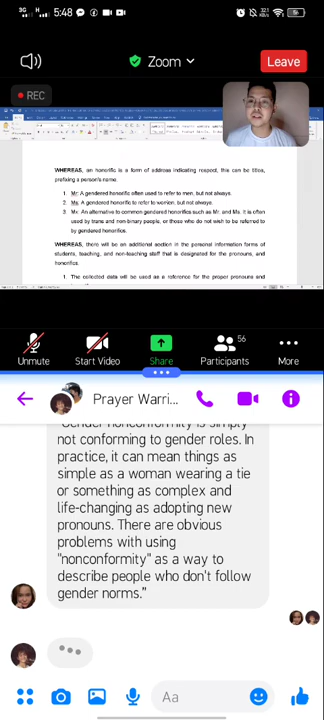 3G H 5:48
Zoom
Leave
REC
WHEREAS, an honorific is a form of address indicating respect, this can be titles,
prefixing a person's name.
1. Mr: A gendered honorific often used to refer to men, but not always.
2. Ms: A gendered honorific to refer to women, but not always.
3. Mx: An alternative to common gendered honorifics such as Mr. and Ms. It is often
used by trans and non-binary people, or those who do not wish to be referred to
by gendered honorifics.
WHEREAS, there will be an additional section in the personal information forms of
students, teaching, and non-teaching staff that is designated for the pronouns, and
honorifics.
1. The collected data will be used as a reference for the proper pronouns and
Unmute
Start Video
Share
56
Participants
More
Prayer Warri...
"Gender nonconformity is simply
not conforming to gender roles. In
practice, it can mean things as
simple as a woman wearing a tie
or something as complex and
life-changing as adopting new
pronouns. There are obvious
problems with using
"nonconformity" as a way to
describe people who don't follow
gender norms."
Aa